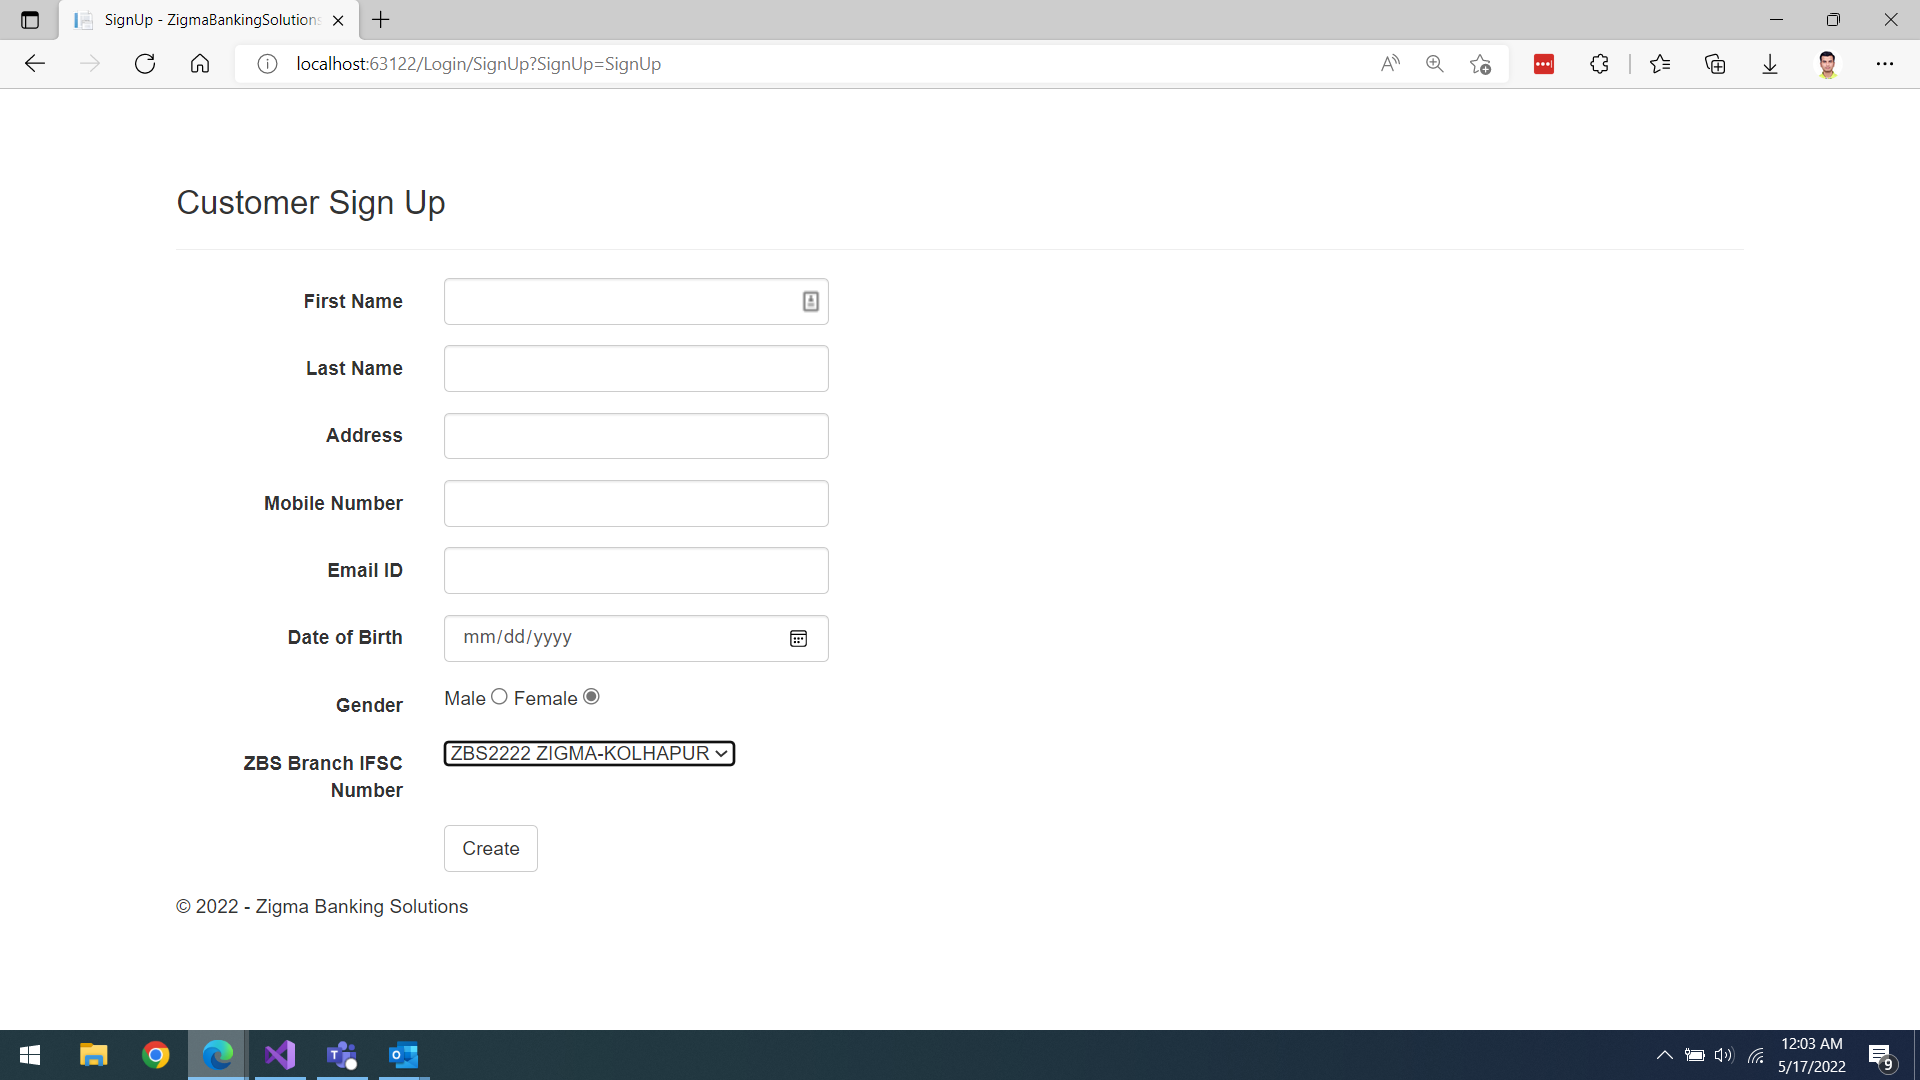 SignUp - ZigmaBankingSolutions
localhost:63122/Login/SignUp?SignUp=SignUp
Customer Sign Up
First Name
Last Name
Address
Mobile Number
Email ID
Date of Birth
mm/dd/yyyy
Gender
Male Female
ZBS Branch IFSC
Number
ZBS2222 ZIGMA-KOLHAPUR
Create
© 2022 - Zigma Banking Solutions
12:03 AM
5/17/2022
9